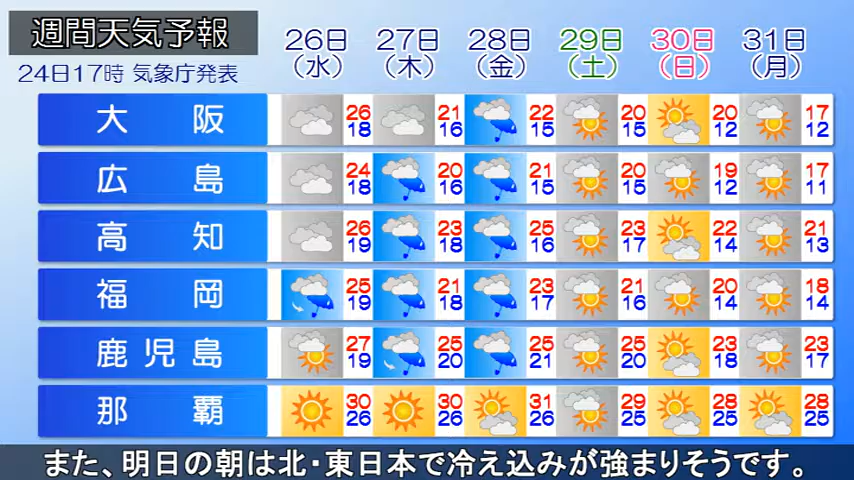 週間天気予報
24日17時 気象庁発表
26日 27日 28日 29日 30日 31日
(水) (木) (金) (土) (日) (月)
大阪 26 18 21 16 22 15 20 15 20 12 17 12
広島 24 18 20 16 21 15 20 15 19 12 17 11
高知 26 19 23 18 25 16 23 17 22 14 21 13
福岡 25 19 21 18 23 17 21 16 20 14 18 14
鹿児島 27 19 25 20 25 21 25 20 23 18 23 17
那覇 30 26 30 26 31 26 29 25 28 25 28 25
また、明日の朝は北・東日本で冷え込みが強まりそうです。